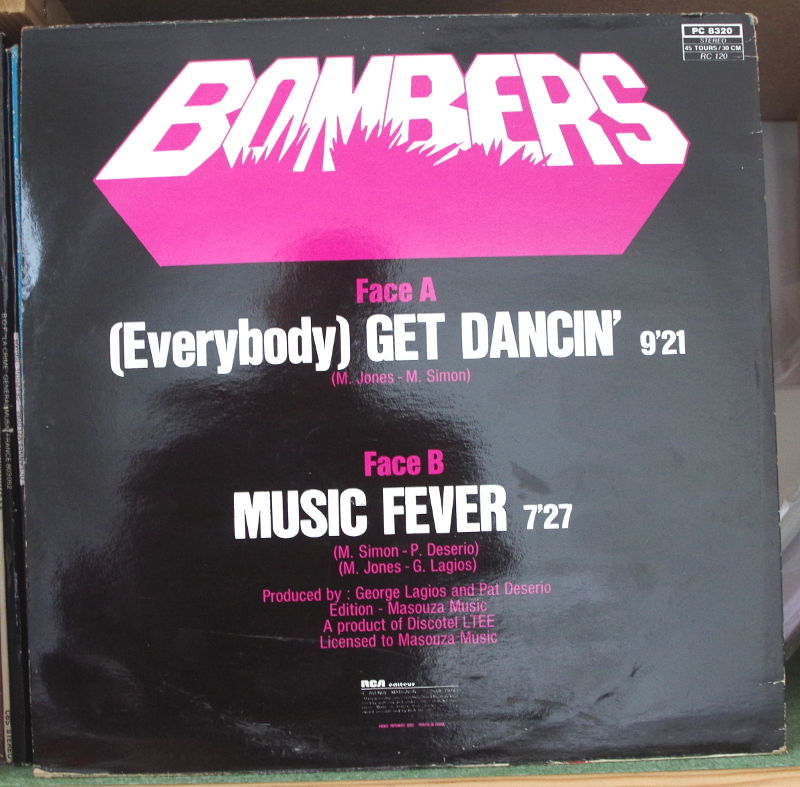 PC 8320
STEREO
45 TOURS / 30 CM
RC 120
BOMBERS
Face A
(Everybody) GET DANCIN' 9'21
(M. Jones - M. Simon)
Face B
MUSIC FEVER 7'27
(M. Simon - P. Deserio)
(M. Jones - G. Lagios)
Produced by : George Lagios and Pat Deserio
Edition - Masouza Music
A product of Discotel LTEE
Licensed to Masouza Music
RCA editeur